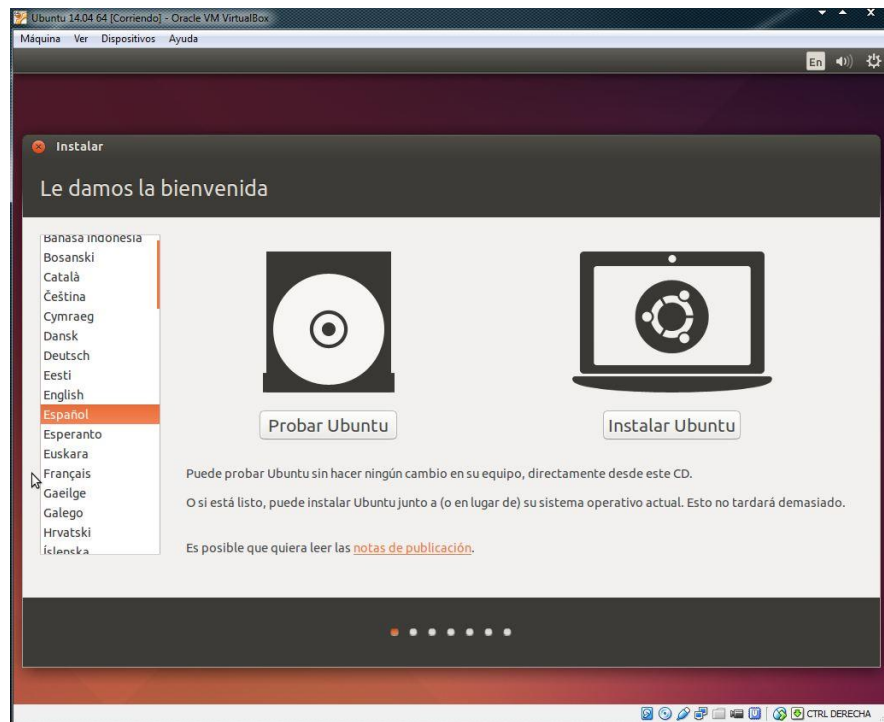 Ubuntu 14.04 64 [Corriendo] - Oracle VM VirtualBox
Máquina Ver Dispositivos Ayuda
En
Instalar
Le damos la bienvenida
Bahasa Indonesia
Bosanski
Català
Čeština
Cymraeg
Dansk
Deutsch
Eesti
English
Español
Esperanto
Euskara
Français
Gaeilge
Galego
Hrvatski
Íslenska
Probar Ubuntu
Instalar Ubuntu
Puede probar Ubuntu sin hacer ningún cambio en su equipo, directamente desde este CD.
O si está listo, puede instalar Ubuntu junto a (o en lugar de) su sistema operativo actual. Esto no tardará demasiado.
Es posible que quiera leer las notas de publicación.
CTRL DERECHA